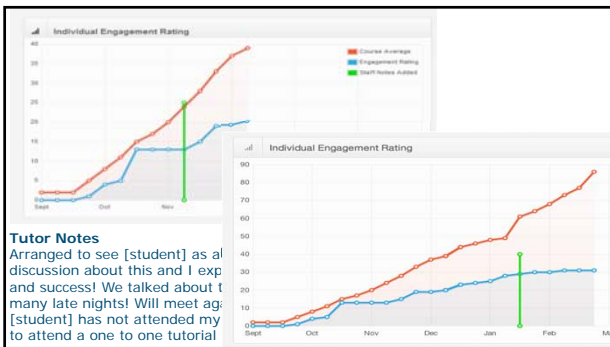 Individual Engagement Rating
40
Course Average
Engagement Rating
Staff Notes Added
35
30
25
20
15
10
5
0
Sept
Oct
Nov
Individual Engagement Rating
90
80
70
60
50
40
30
20
10
0
Sept
Oct
Nov
Dec
Jan
Feb
Tutor Notes
Arranged to see [student] as
discussion about this and I
and success! We talked about
many late nights! Will meet
[student] has not attended my
to attend a one to one tutorial